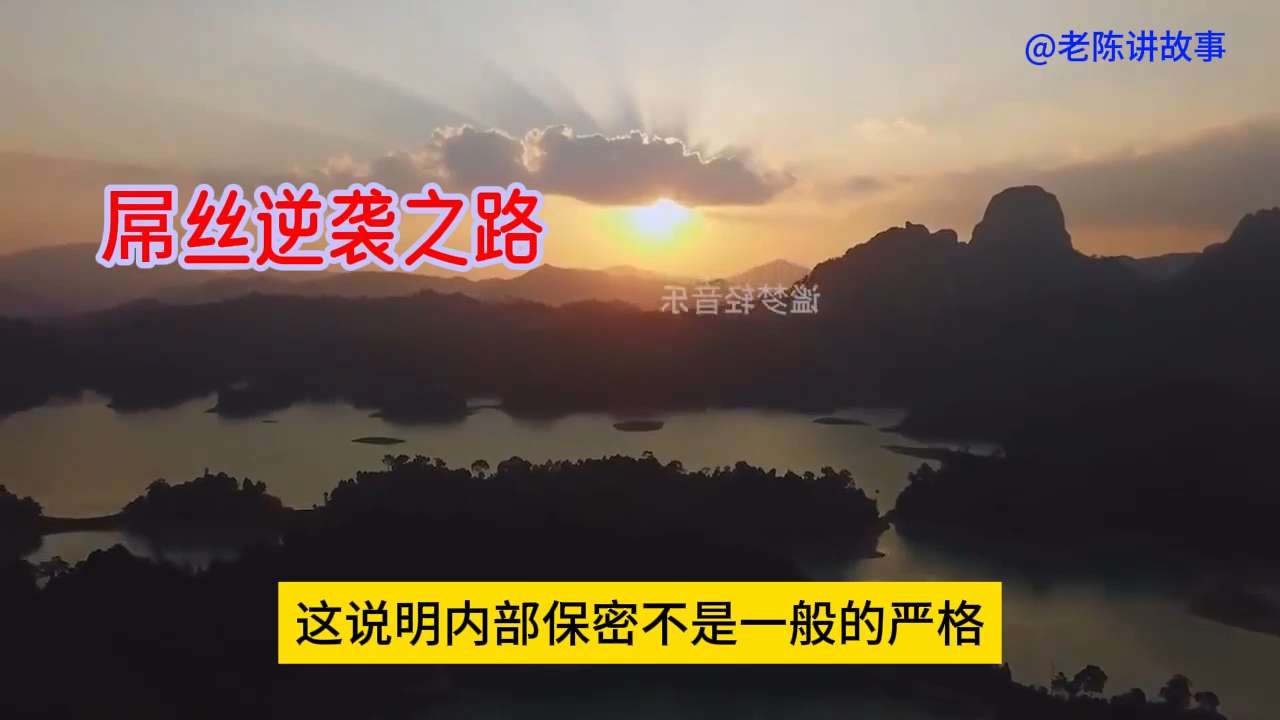 @老陈讲故事
屌丝逆袭之路
谧梦轻音乐
这说明内部保密不是一般的严格